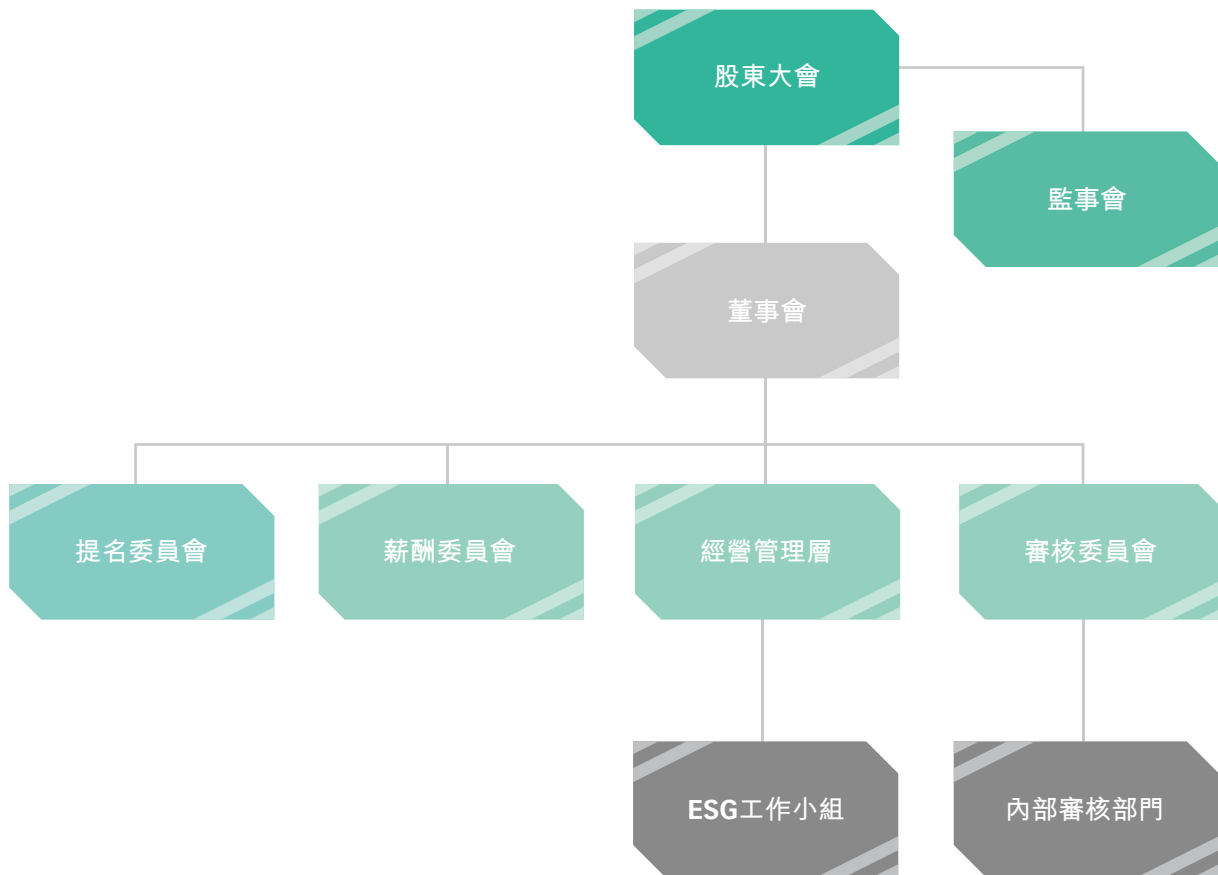 股東大會
監事會
董事會
提名委員會
薪酬委員會
經營管理層
審核委員會
ESG工作小組
內部審核部門